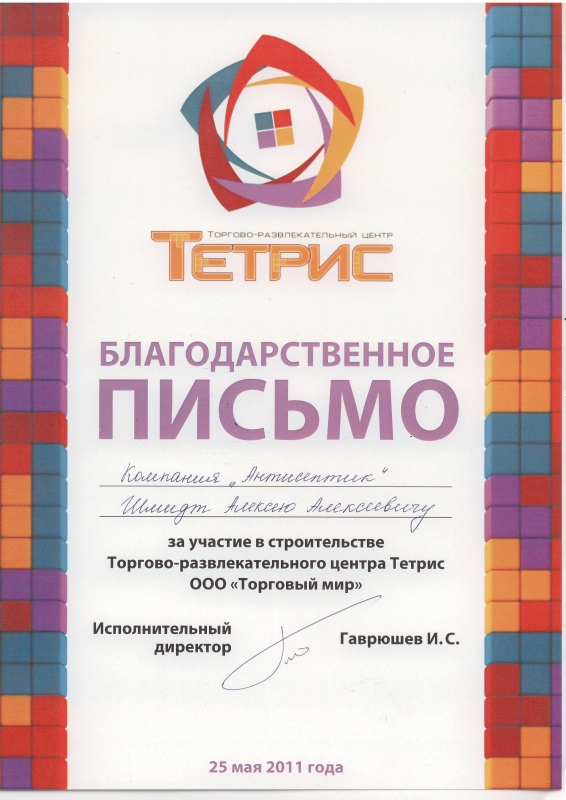 ТОРГОВО-РАЗВЛЕКАТЕЛЬНЫЙ ЦЕНТР
ТЕТРИС
БЛАГОДАРСТВЕННОЕ
ПИСЬМО
Компания „Антисептик“
Шмидт Алексею Алексеевичу
за участие в строительстве
Торгово-развлекательного центра Тетрис
ООО «Торговый мир»
Исполнительный
директор
Гаврюшев И. С.
25 мая 2011 года